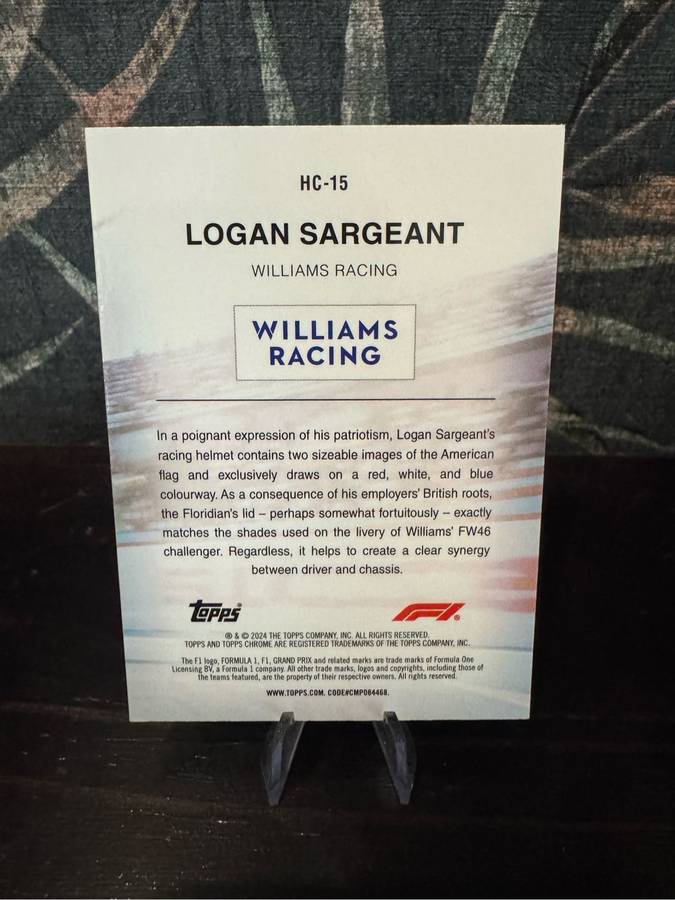 HC-15
LOGAN SARGEANT
WILLIAMS RACING
WILLIAMS
RACING
In a poignant expression of his patriotism, Logan Sargeant's
racing helmet contains two sizeable images of the American
flag and exclusively draws on a red, white, and blue
colourway. As a consequence of his employers' British roots,
the Floridian's lid – perhaps somewhat fortuitously – exactly
matches the shades used on the livery of Williams' FW46
challenger. Regardless, it helps to create a clear synergy
between driver and chassis.
topps F1
® & © 2024 THE TOPPS COMPANY, INC. ALL RIGHTS RESERVED.
TOPPS AND TOPPS CHROME ARE REGISTERED TRADEMARKS OF THE TOPPS COMPANY, INC.
The F1 logo, FORMULA 1, F1, GRAND PRIX and related marks are trade marks of Formula One
Licensing BV, a Formula 1 company. All other trade marks, logos and copyrights, including those of
the teams featured, are the property of their respective owners. All rights reserved.
WWW.TOPPS.COM. CODE#CMP084468.